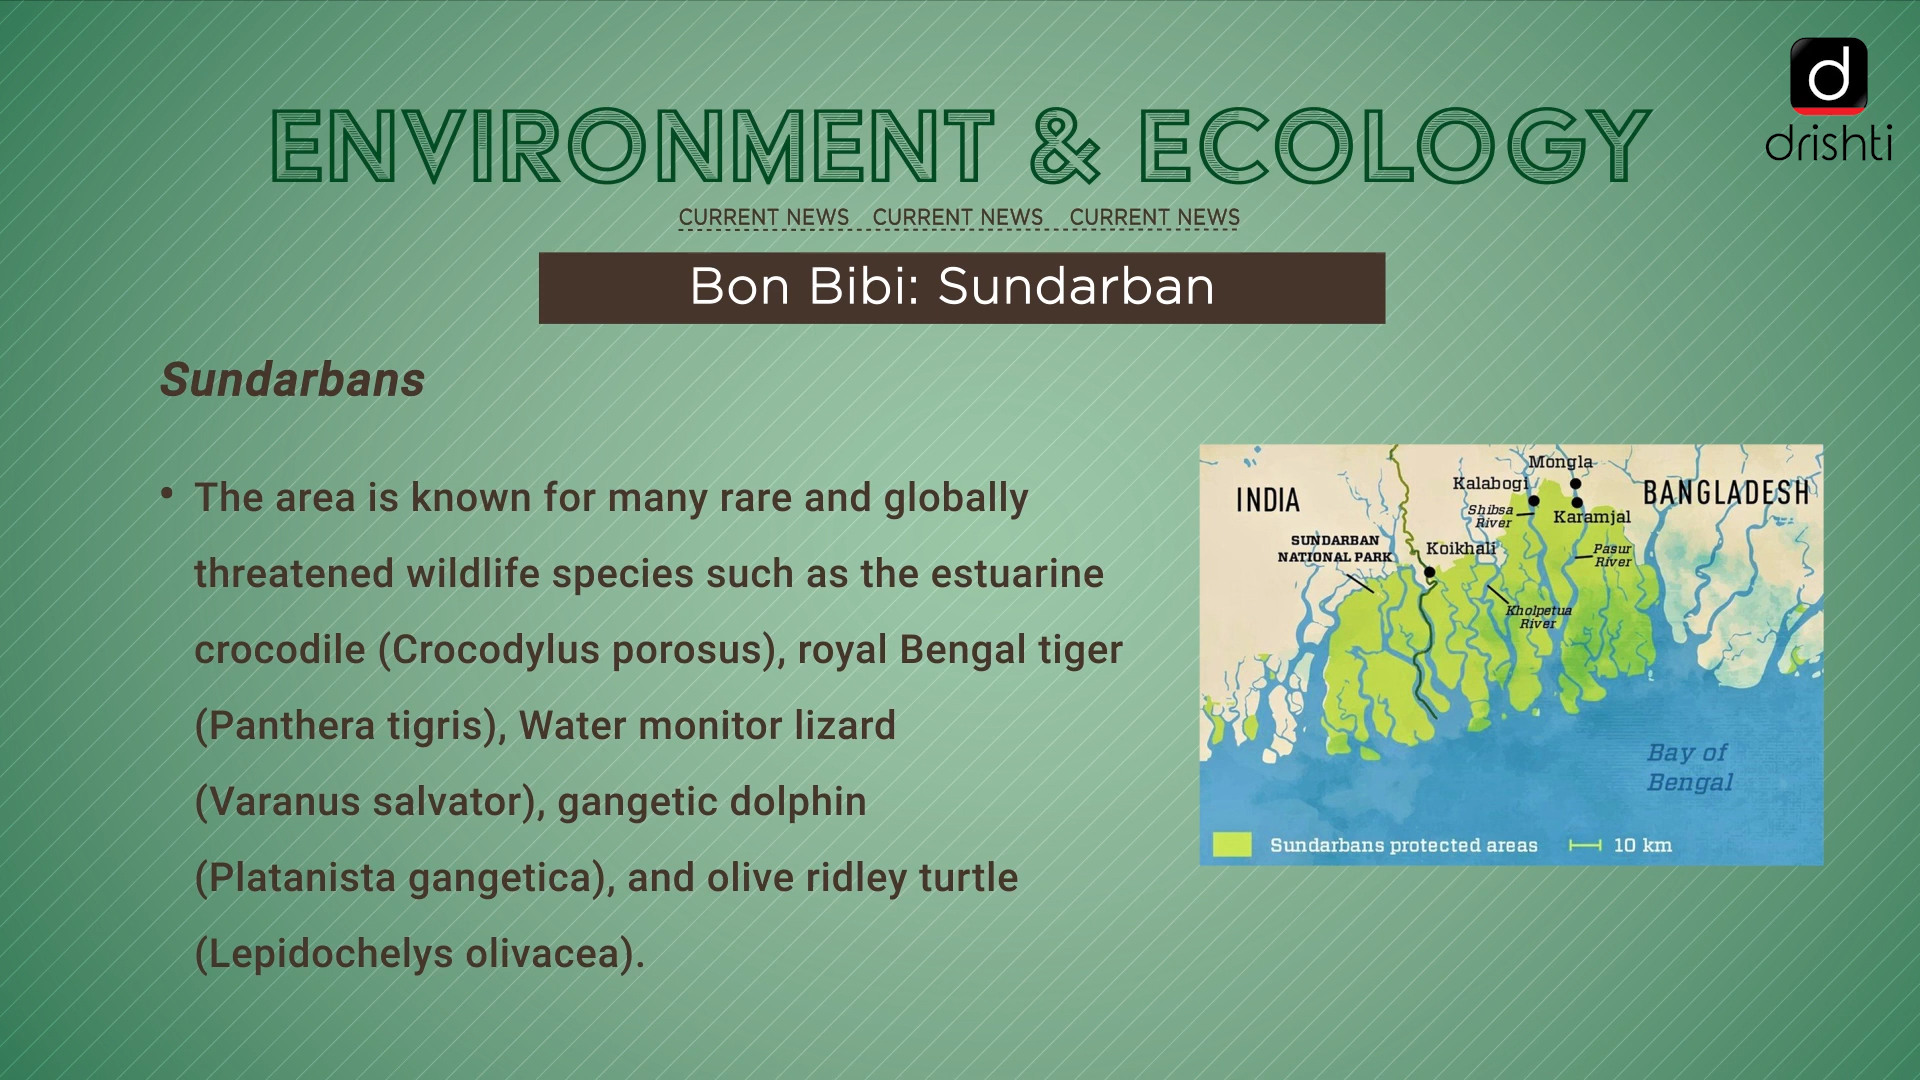 d
drishti
ENVIRONMENT & ECOLOGY
CURRENT NEWS CURRENT NEWS CURRENT NEWS
Bon Bibi: Sundarban
Sundarbans
• The area is known for many rare and globally
threatened wildlife species such as the estuarine
crocodile (Crocodylus porosus), royal Bengal tiger
(Panthera tigris), Water monitor lizard
(Varanus salvator), gangetic dolphin
(Platanista gangetica), and olive ridley turtle
(Lepidochelys olivacea).
Mongla
Kalabogi
INDIA
BANGLADESH
Shibsa
River
Karamjal
SUNDARBAN
NATIONAL PARK
Koikhali
Pasur
River
Kholpetua
River
Bay of
Bengal
Sundarbans protected areas
10 km